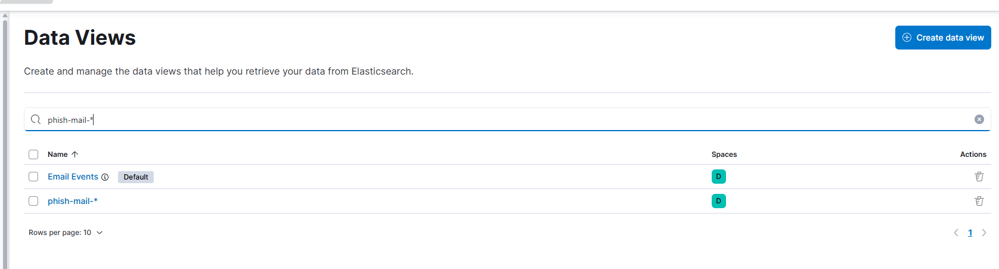 Data Views
Create data view
Create and manage the data views that help you retrieve your data from Elasticsearch.
phish-mail-*
Name Spaces Actions
Email Events Default D
phish-mail-* D
Rows per page: 10 1